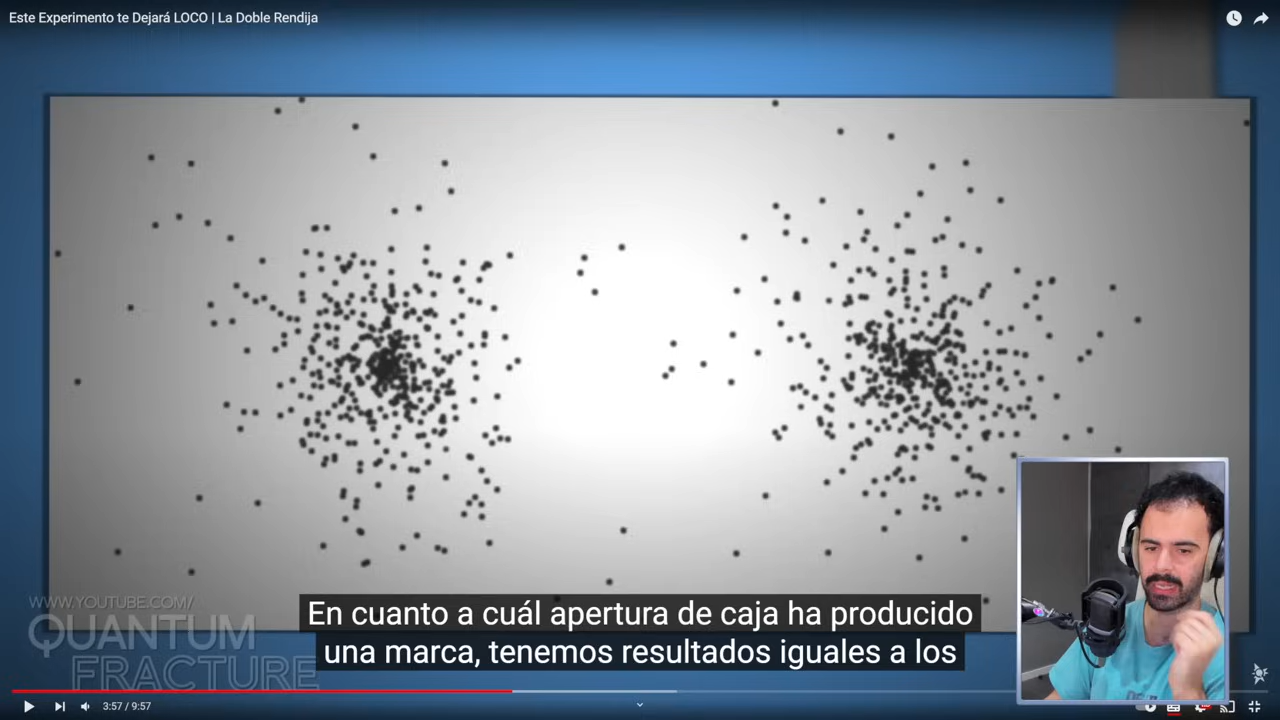 Este Experimento te Dejará LOCO | La Doble Rendija
WWW.YOUTUBE.COM/
QUANTUM
FRACTURE
En cuanto a cuál apertura de caja ha producido
una marca, tenemos resultados iguales a los
3:57 / 9:57